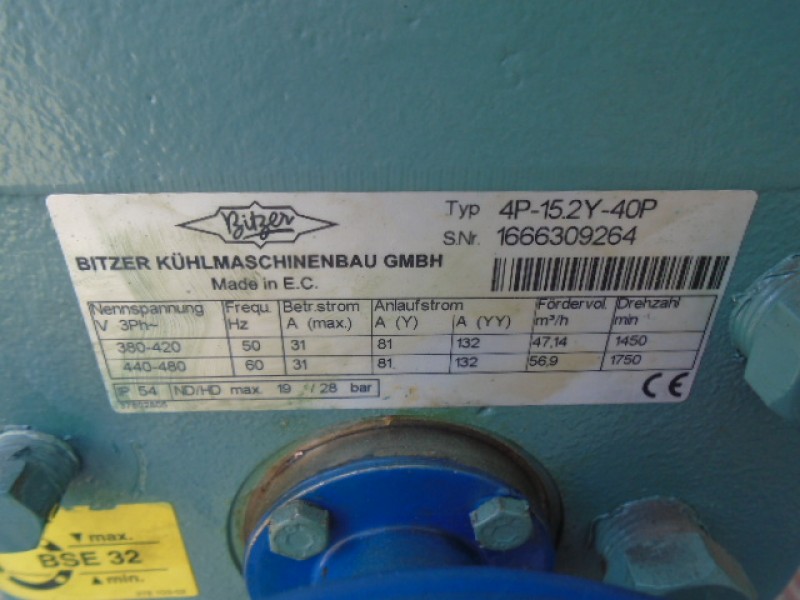 Bitzer
Typ 4P-15.2Y-40P
S.Nr. 1666309264
BITZER KÜHLMASCHINENBAU GMBH
Made in E.C.
Nennspannung Frequ. Betr.strom Anlaufstrom Fördervol. Drehzahl
V 3Ph~ Hz A (max.) A (Y) A (YY) m³/h min
380-420 50 31 81 132 47,14 1450
440-480 60 31 81 132 56,9 1750
IP 54 ND/HD max. 19 / 28 bar
CE
▼ max.
BSE 32
▲ min.